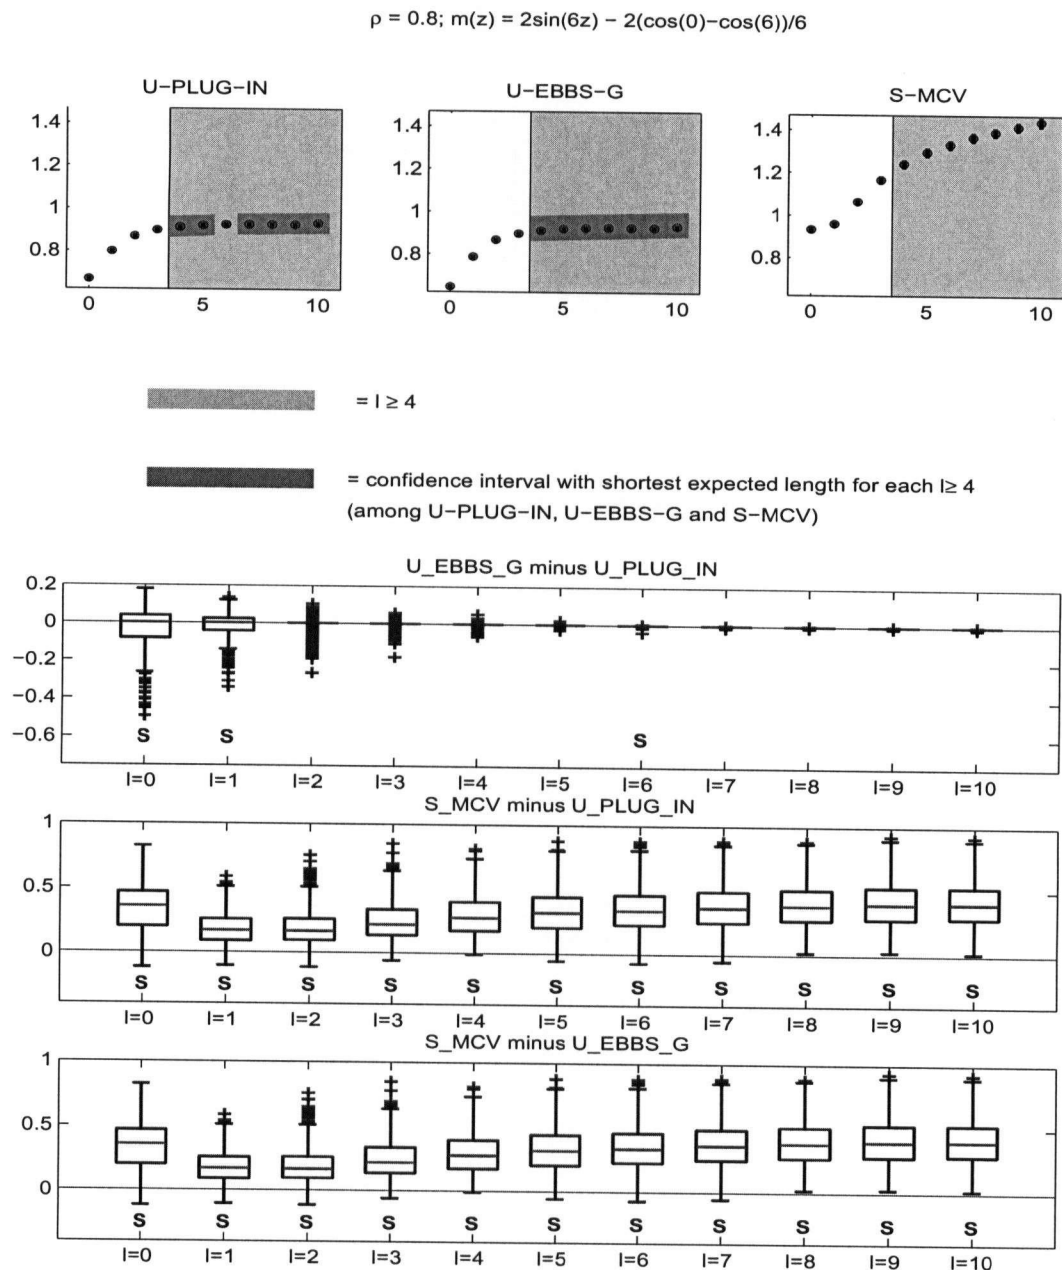 ρ = 0.8; m(z) = 2sin(6z) − 2(cos(0)−cos(6))/6
U−PLUG−IN
U−EBBS−G
S−MCV
1.4
1.2
1
0.8
0 5 10
1.4
1.2
1
0.8
0 5 10
1.4
1.2
1
0.8
0 5 10
= l ≥ 4
= confidence interval with shortest expected length for each l≥ 4
(among U−PLUG−IN, U−EBBS−G and S−MCV)
U_EBBS_G minus U_PLUG_IN
0.2
0
−0.2
−0.4
−0.6
S S S
l=0 l=1 l=2 l=3 l=4 l=5 l=6 l=7 l=8 l=9 l=10
S_MCV minus U_PLUG_IN
1
0.5
0
S S S S S S S S S S S
l=0 l=1 l=2 l=3 l=4 l=5 l=6 l=7 l=8 l=9 l=10
S_MCV minus U_EBBS_G
1
0.5
0
S S S S S S S S S S S
l=0 l=1 l=2 l=3 l=4 l=5 l=6 l=7 l=8 l=9 l=10